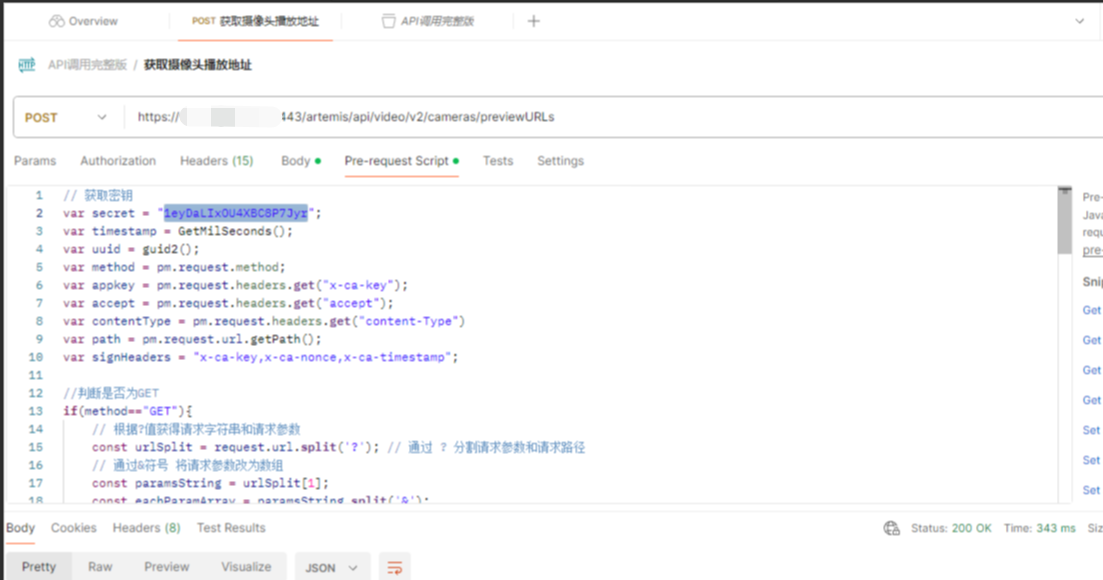 Overview
POST 获取摄像头播放地址
API调用完整版
API调用完整版 / 获取摄像头播放地址
POST
https:// 443/artemis/api/video/v2/cameras/previewURLs
Params Authorization Headers (15) Body Pre-request Script Tests Settings
1 // 获取密钥
2 var secret = "1eyDaLIxOU4XBC8P7Jyr";
3 var timestamp = GetMilSeconds();
4 var uuid = guid2();
5 var method = pm.request.method;
6 var appkey = pm.request.headers.get("x-ca-key");
7 var accept = pm.request.headers.get("accept");
8 var contentType = pm.request.headers.get("content-Type")
9 var path = pm.request.url.getPath();
10 var signHeaders = "x-ca-key,x-ca-nonce,x-ca-timestamp";
11
12 //判断是否为GET
13 if(method=="GET"){
14 // 根据?值获得请求字符串和请求参数
15 const urlSplit = request.url.split('?'); // 通过 ? 分割请求参数和请求路径
16 // 通过&符号 将请求参数改为数组
17 const paramsString = urlSplit[1];
18 const eachParamArray = paramsString.split('&');
Pre-
Java
requ
pre-
Snip
Get
Get
Get
Get
Set
Set
Set
Body Cookies Headers (8) Test Results
Status: 200 OK Time: 343 ms Siz
Pretty Raw Preview Visualize JSON